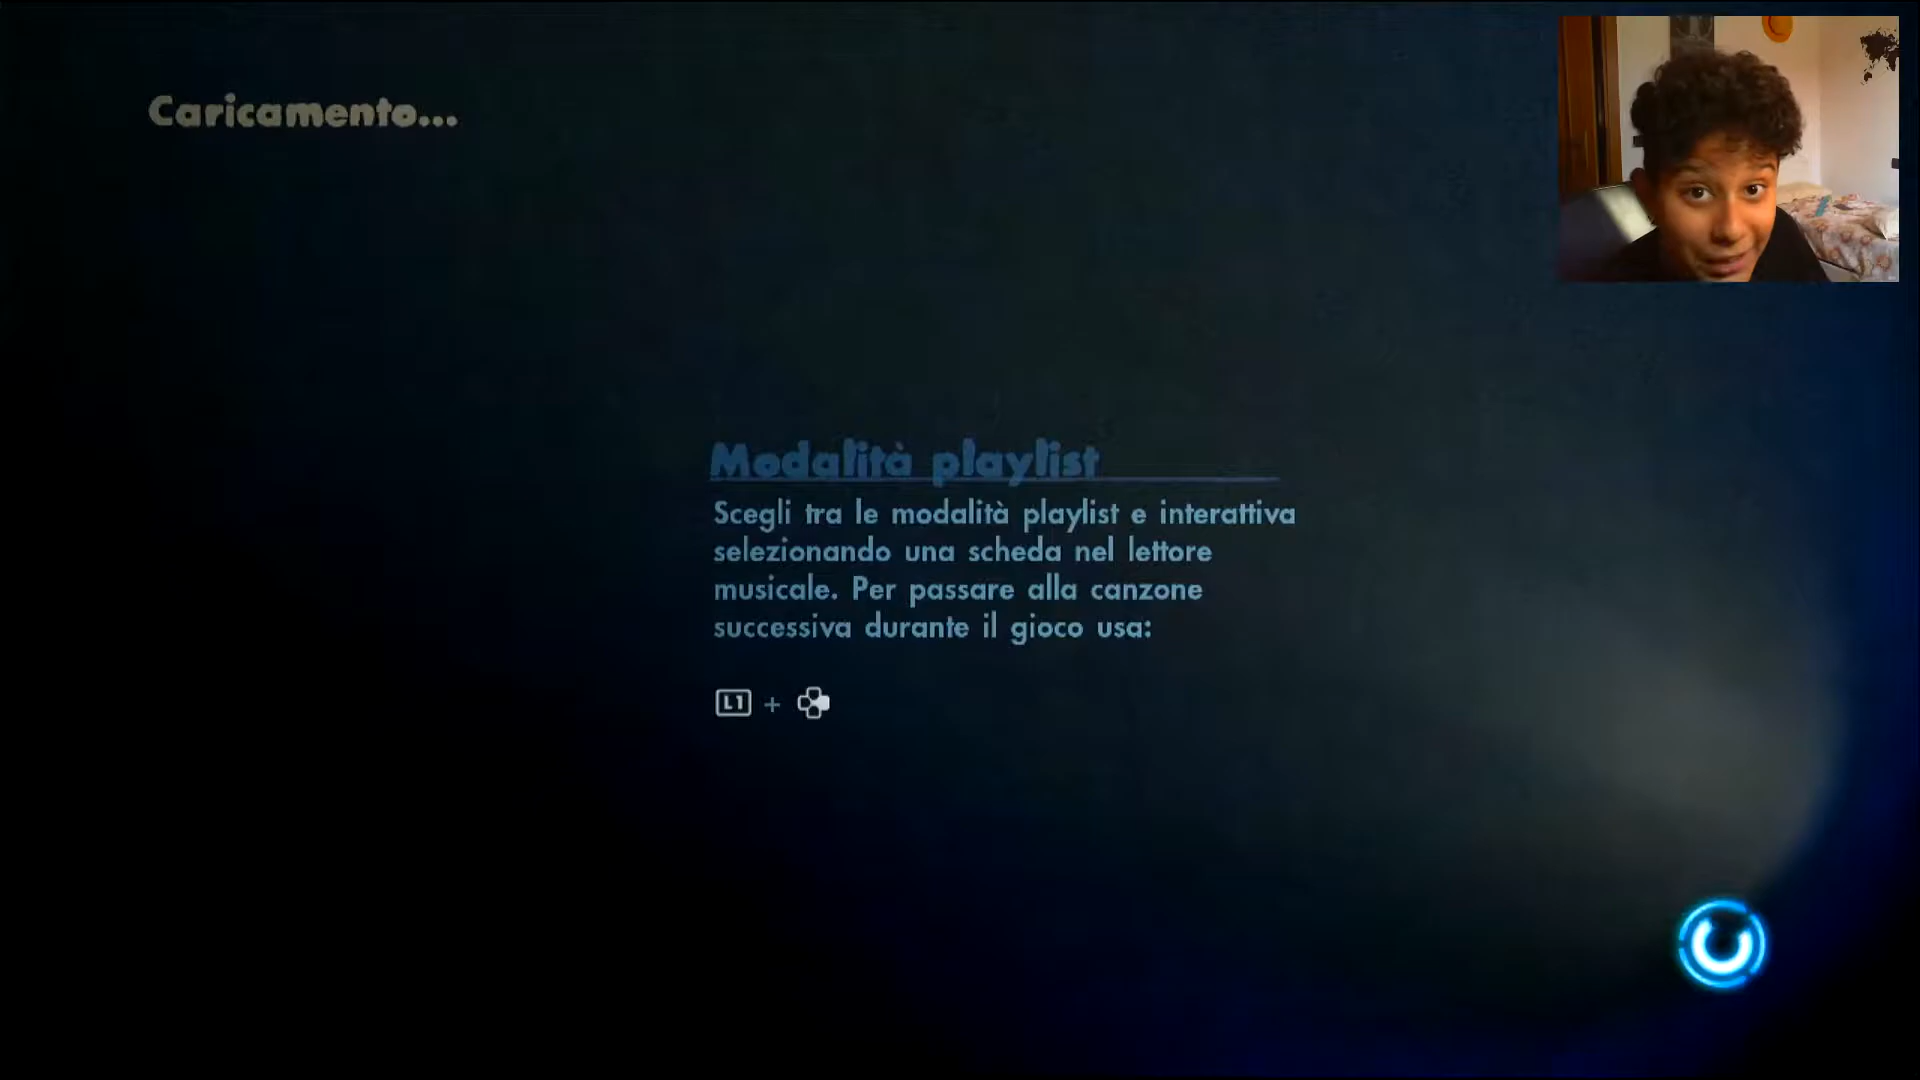 Caricamento...
Modalità playlist
Scegli tra le modalità playlist e interattiva
selezionando una scheda nel lettore
musicale. Per passare alla canzone
successiva durante il gioco usa:
L1 +